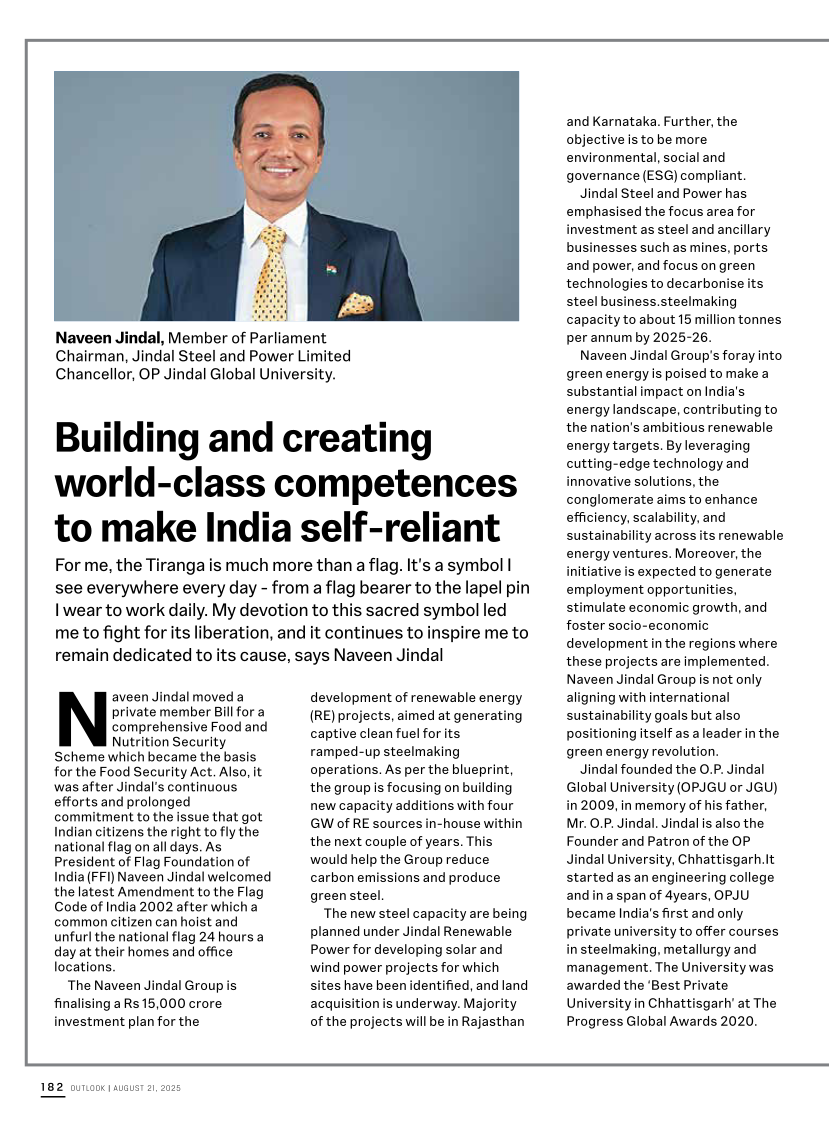 Naveen Jindal, Member of Parliament
Chairman, Jindal Steel and Power Limited
Chancellor, OP Jindal Global University.
Building and creating
world-class competences
to make India self-reliant
For me, the Tiranga is much more than a flag. It's a symbol I
see everywhere every day - from a flag bearer to the lapel pin
I wear to work daily. My devotion to this sacred symbol led
me to fight for its liberation, and it continues to inspire me to
remain dedicated to its cause, says Naveen Jindal
Naveen Jindal moved a
private member Bill for a
comprehensive Food and
Nutrition Security
Scheme which became the basis
for the Food Security Act. Also, it
was after Jindal's continuous
efforts and prolonged
commitment to the issue that got
Indian citizens the right to fly the
national flag on all days. As
President of Flag Foundation of
India (FFI) Naveen Jindal welcomed
the latest Amendment to the Flag
Code of India 2002 after which a
common citizen can hoist and
unfurl the national flag 24 hours a
day at their homes and office
locations.
The Naveen Jindal Group is
finalising a Rs 15,000 crore
investment plan for the
development of renewable energy
(RE) projects, aimed at generating
captive clean fuel for its
ramped-up steelmaking
operations. As per the blueprint,
the group is focusing on building
new capacity additions with four
GW of RE sources in-house within
the next couple of years. This
would help the Group reduce
carbon emissions and produce
green steel.
The new steel capacity are being
planned under Jindal Renewable
Power for developing solar and
wind power projects for which
sites have been identified, and land
acquisition is underway. Majority
of the projects will be in Rajasthan
and Karnataka. Further, the
objective is to be more
environmental, social and
governance (ESG) compliant.
Jindal Steel and Power has
emphasised the focus area for
investment as steel and ancillary
businesses such as mines, ports
and power, and focus on green
technologies to decarbonise its
steel business.steelmaking
capacity to about 15 million tonnes
per annum by 2025-26.
Naveen Jindal Group's foray into
green energy is poised to make a
substantial impact on India's
energy landscape, contributing to
the nation's ambitious renewable
energy targets. By leveraging
cutting-edge technology and
innovative solutions, the
conglomerate aims to enhance
efficiency, scalability, and
sustainability across its renewable
energy ventures. Moreover, the
initiative is expected to generate
employment opportunities,
stimulate economic growth, and
foster socio-economic
development in the regions where
these projects are implemented.
Naveen Jindal Group is not only
aligning with international
sustainability goals but also
positioning itself as a leader in the
green energy revolution.
Jindal founded the O.P. Jindal
Global University (OPJGU or JGU)
in 2009, in memory of his father,
Mr. O.P. Jindal. Jindal is also the
Founder and Patron of the OP
Jindal University, Chhattisgarh.It
started as an engineering college
and in a span of 4years, OPJU
became India's first and only
private university to offer courses
in steelmaking, metallurgy and
management. The University was
awarded the 'Best Private
University in Chhattisgarh' at The
Progress Global Awards 2020.
182 OUTLOOK | AUGUST 21, 2025